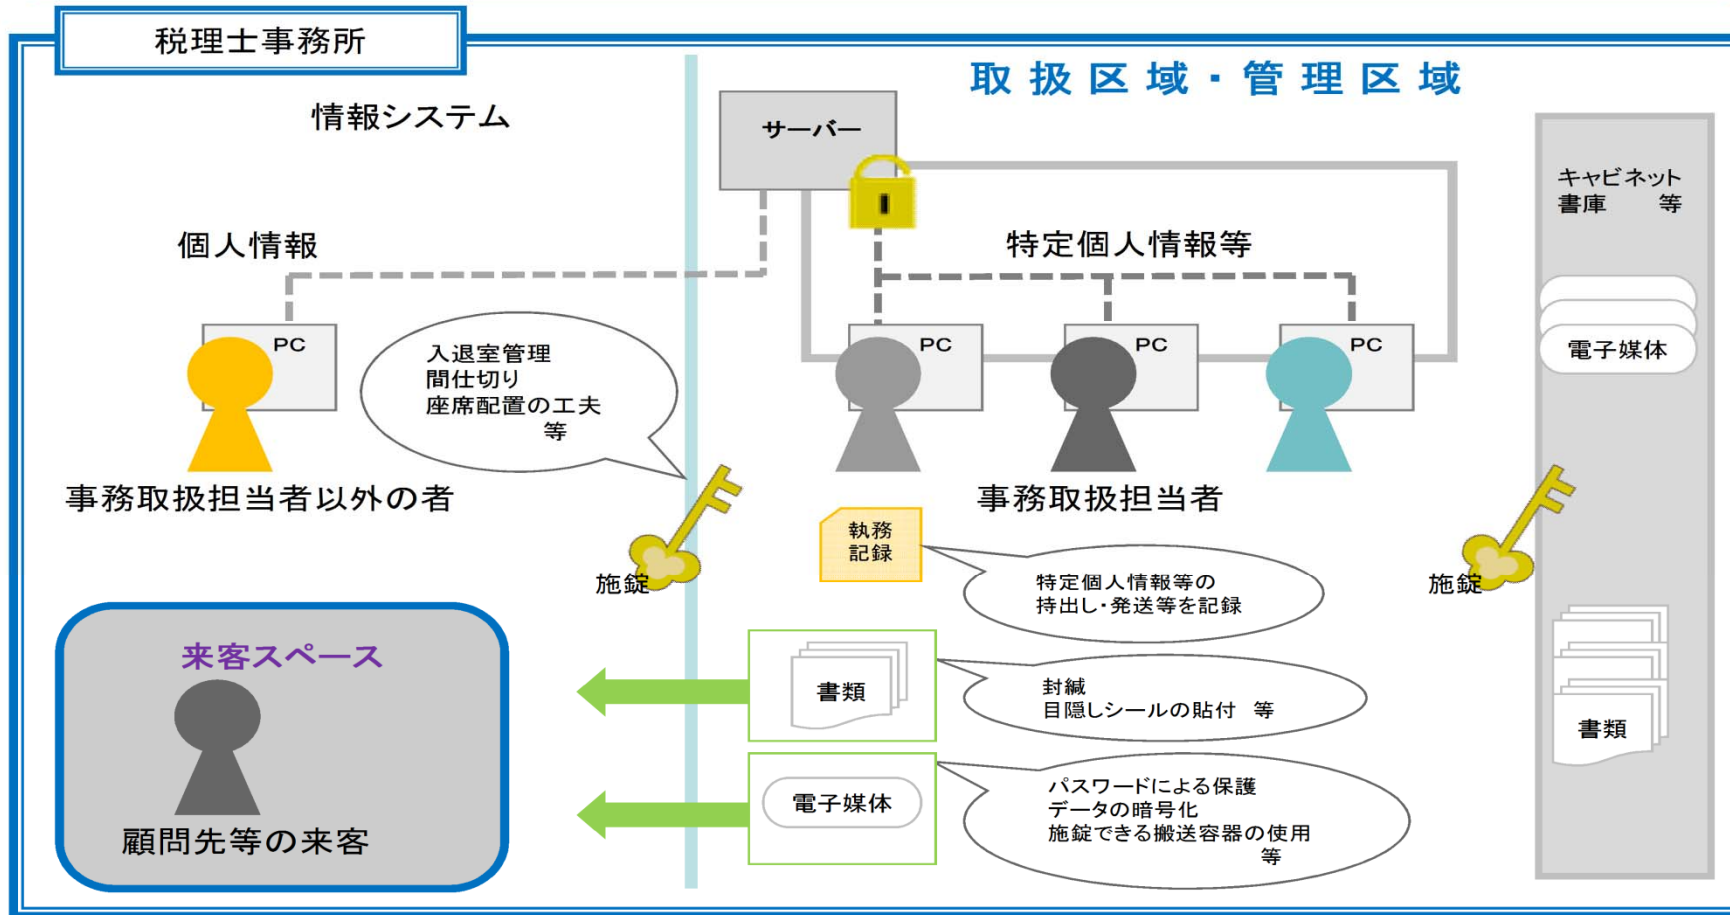 税理士事務所
取扱区域・管理区域
情報システム
サーバー
キャビネット
書庫　　等
個人情報
特定個人情報等
PC
PC
PC
PC
入退室管理
間仕切り
座席配置の工夫
等
電子媒体
事務取扱担当者以外の者
事務取扱担当者
執務
記録
施錠
施錠
特定個人情報等の
持出し・発送等を記録
来客スペース
書類
封緘
目隠しシールの貼付　等
書類
電子媒体
パスワードによる保護
データの暗号化
施錠できる搬送容器の使用
等
顧問先等の来客